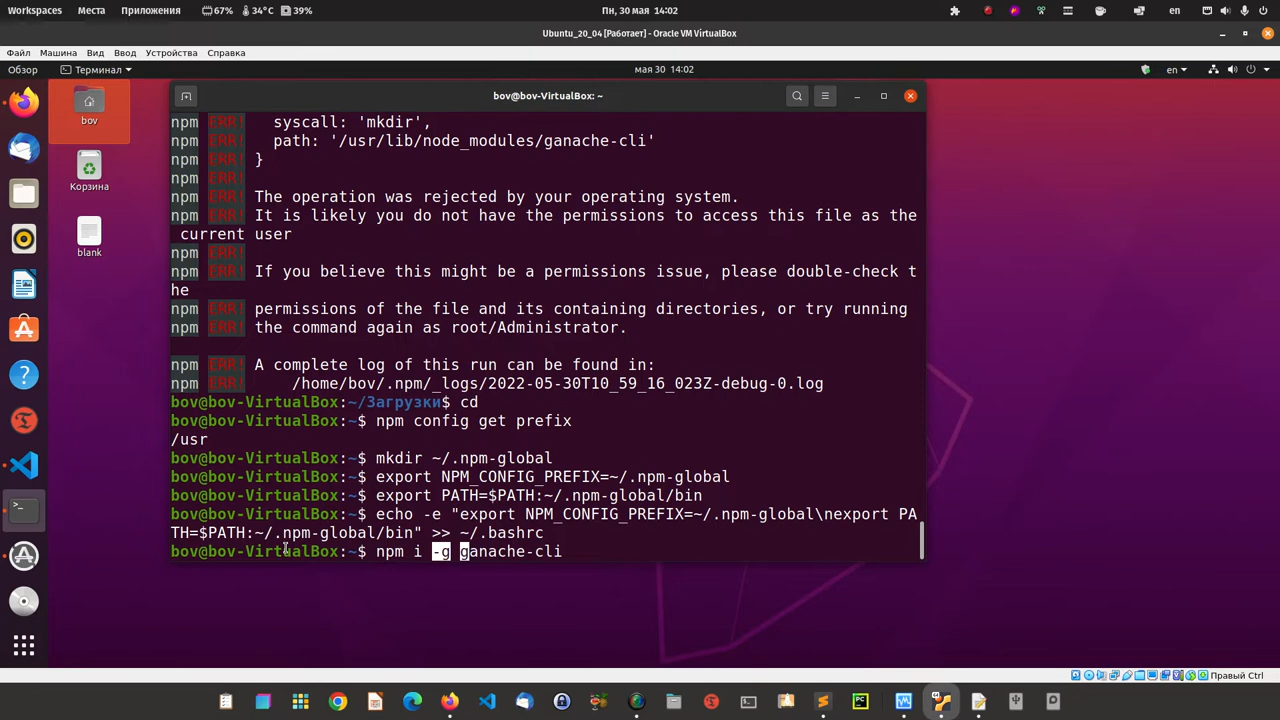 Workspaces Места Приложения 67% 34°C 39% Пн, 30 мая 14:02 en
Ubuntu_20_04 [Работает] - Oracle VM VirtualBox
Файл Машина Вид Ввод Устройства Справка
Обзор Терминал мая 30 14:02 en
bov@bov-VirtualBox: ~
bov
Корзина
blank
npm ERR! syscall: 'mkdir',
npm ERR! path: '/usr/lib/node_modules/ganache-cli'
npm ERR! }
npm ERR!
npm ERR! The operation was rejected by your operating system.
npm ERR! It is likely you do not have the permissions to access this file as the
current user
npm ERR!
npm ERR! If you believe this might be a permissions issue, please double-check t
he
npm ERR! permissions of the file and its containing directories, or try running
npm ERR! the command again as root/Administrator.
npm ERR! A complete log of this run can be found in:
npm ERR! /home/bov/.npm/_logs/2022-05-30T10_59_16_023Z-debug-0.log
bov@bov-VirtualBox:~/Загрузки$ cd
bov@bov-VirtualBox:~$ npm config get prefix
/usr
bov@bov-VirtualBox:~$ mkdir ~/.npm-global
bov@bov-VirtualBox:~$ export NPM_CONFIG_PREFIX=~/.npm-global
bov@bov-VirtualBox:~$ export PATH=$PATH:~/.npm-global/bin
bov@bov-VirtualBox:~$ echo -e "export NPM_CONFIG_PREFIX=~/.npm-global\nexport PA
TH=$PATH:~/.npm-global/bin" >> ~/.bashrc
bov@bov-VirtualBox:~$ npm i -g ganache-cli
Правый Ctrl